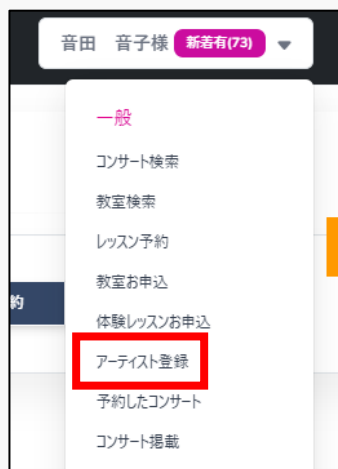 音田　音子様 新着有(73)
一般
コンサート検索
教室検索
レッスン予約
教室お申込
約
体験レッスンお申込
アーティスト登録
予約したコンサート
コンサート掲載